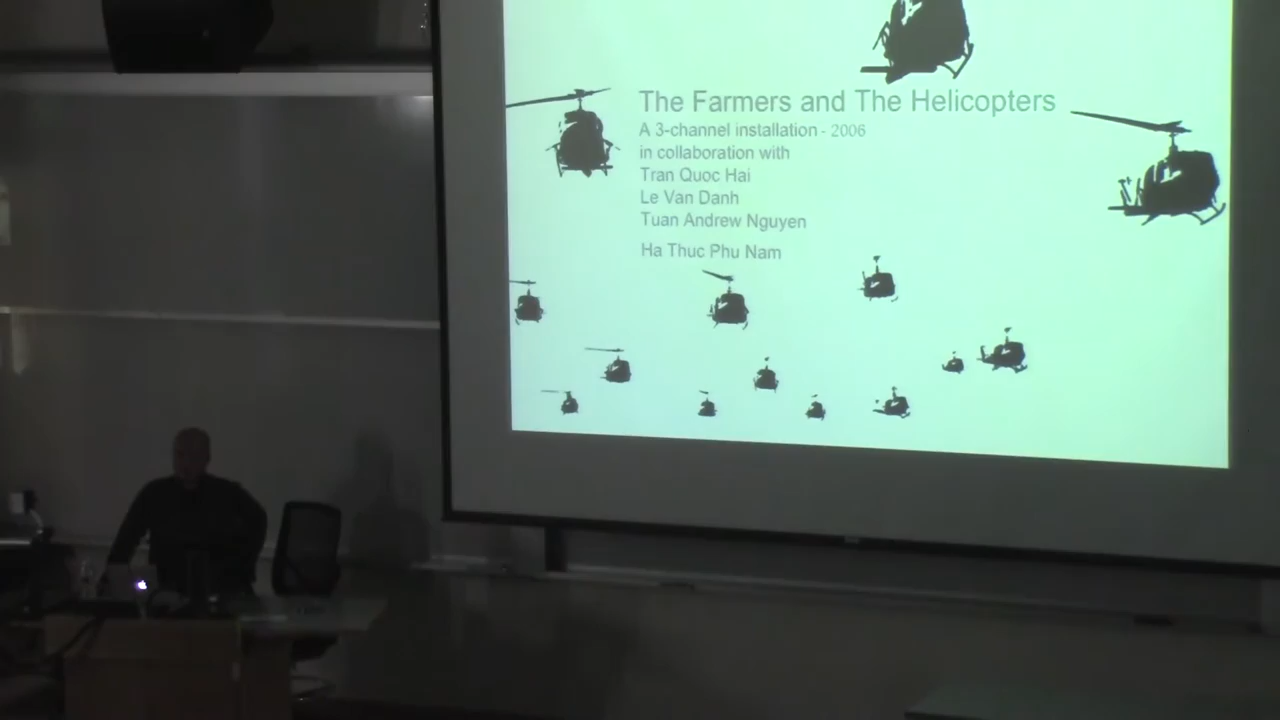 The Farmers and The Helicopters
A 3-channel installation - 2006
in collaboration with
Tran Quoc Hai
Le Van Danh
Tuan Andrew Nguyen
Ha Thuc Phu Nam